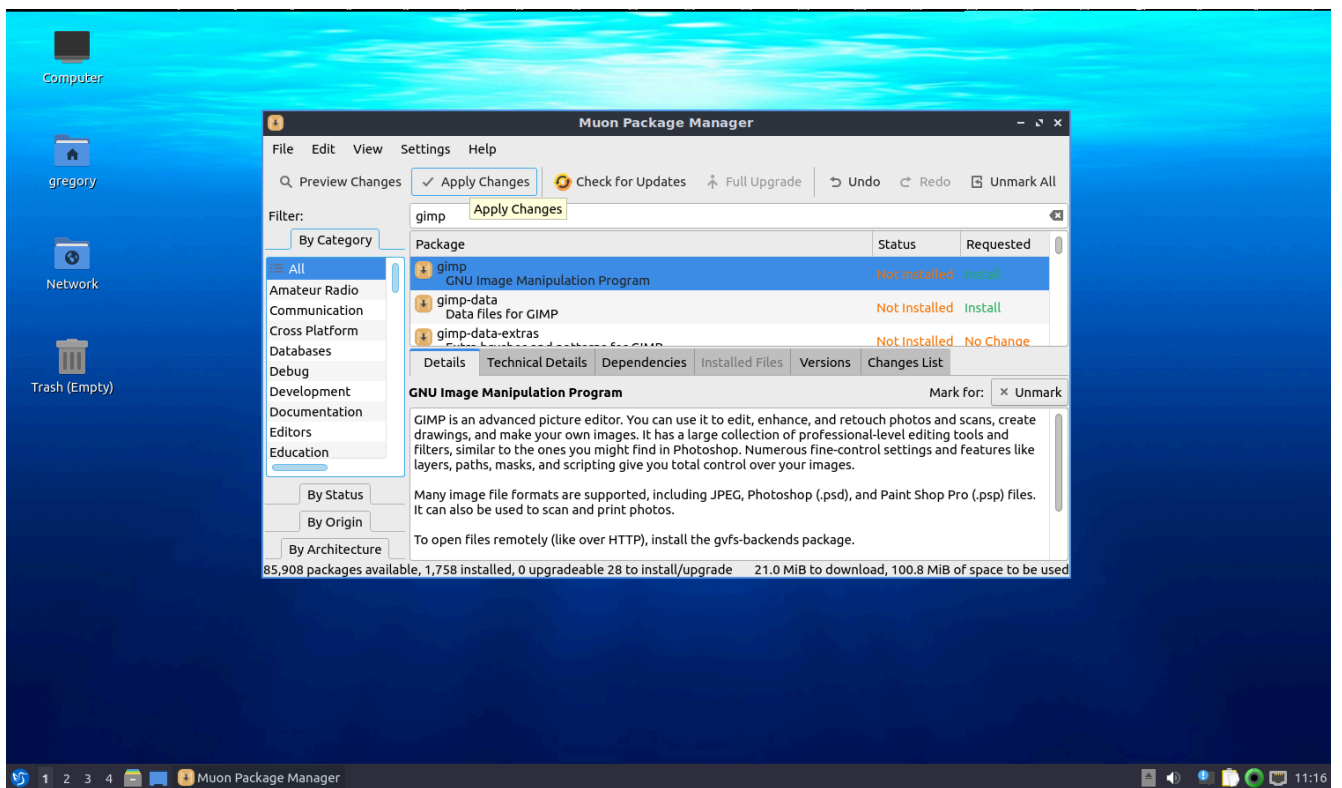 Computer
gregory
Network
Trash (Empty)
Muon Package Manager
File Edit View Settings Help
Preview Changes Apply Changes Check for Updates Full Upgrade Undo Redo Unmark All
Filter:
gimp
Apply Changes
By Category
All
Amateur Radio
Communication
Cross Platform
Databases
Debug
Development
Documentation
Editors
Education
By Status
By Origin
By Architecture
Package Status Requested
gimp Not Installed Install
GNU Image Manipulation Program
gimp-data Not Installed Install
Data files for GIMP
gimp-data-extras Not Installed No Change
Extra brushes and patterns for GIMP
Details Technical Details Dependencies Installed Files Versions Changes List
GNU Image Manipulation Program Mark for: Unmark
GIMP is an advanced picture editor. You can use it to edit, enhance, and retouch photos and scans, create
drawings, and make your own images. It has a large collection of professional-level editing tools and
filters, similar to the ones you might find in Photoshop. Numerous fine-control settings and features like
layers, paths, masks, and scripting give you total control over your images.
Many image file formats are supported, including JPEG, Photoshop (.psd), and Paint Shop Pro (.psp) files.
It can also be used to scan and print photos.
To open files remotely (like over HTTP), install the gvfs-backends package.
85,908 packages available, 1,758 installed, 0 upgradeable 28 to install/upgrade 21.0 MiB to download, 100.8 MiB of space to be used
1 2 3 4 Muon Package Manager 11:16